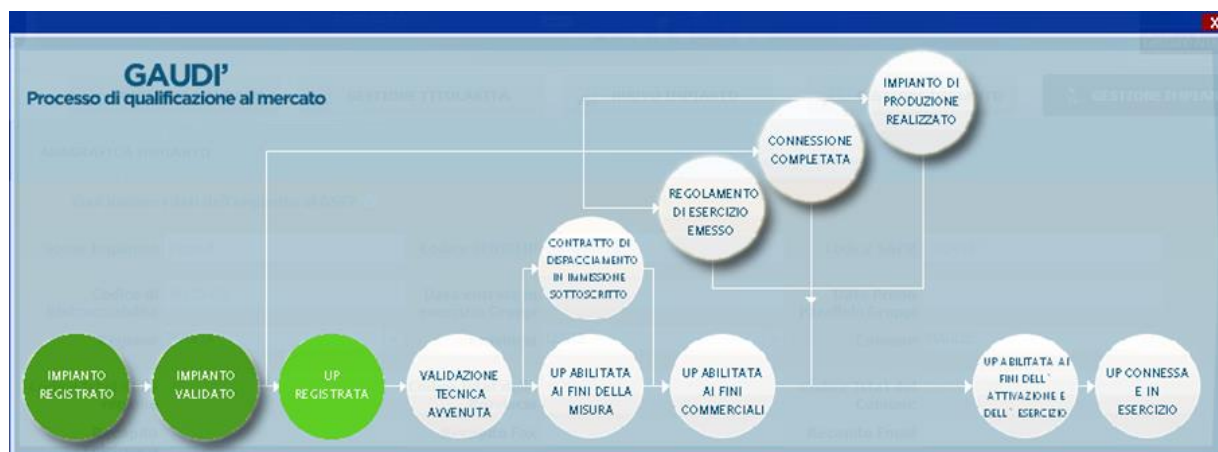 X
GAUDI'
Processo di qualificazione al mercato
GESTIONE TITOLARITA
IMPIANTO DI
PRODUZIONE
REALIZZATO
CONNESSIONE
COMPLETATA
REGOLAMENTO
DI ESERCIZIO
EMESSO
CONTRATTO DI
DISPACCIAMENTO
IN IMMISSIONE
SOTTOSCRITTO
IMPIANTO
REGISTRATO
IMPIANTO
VALIDATO
UP
REGISTRATA
VALIDAZIONE
TECNICA
AVVENUTA
UP ABILITATA
AI FINI DELLA
MISURA
UP ABILITATA
AI FINI
COMMERCIALI
UP ABILITATA AI
FINI DELL`
ATTIVAZIONE E
DELL` ESERCIZIO
UP CONNESSA
E IN
ESERCIZIO